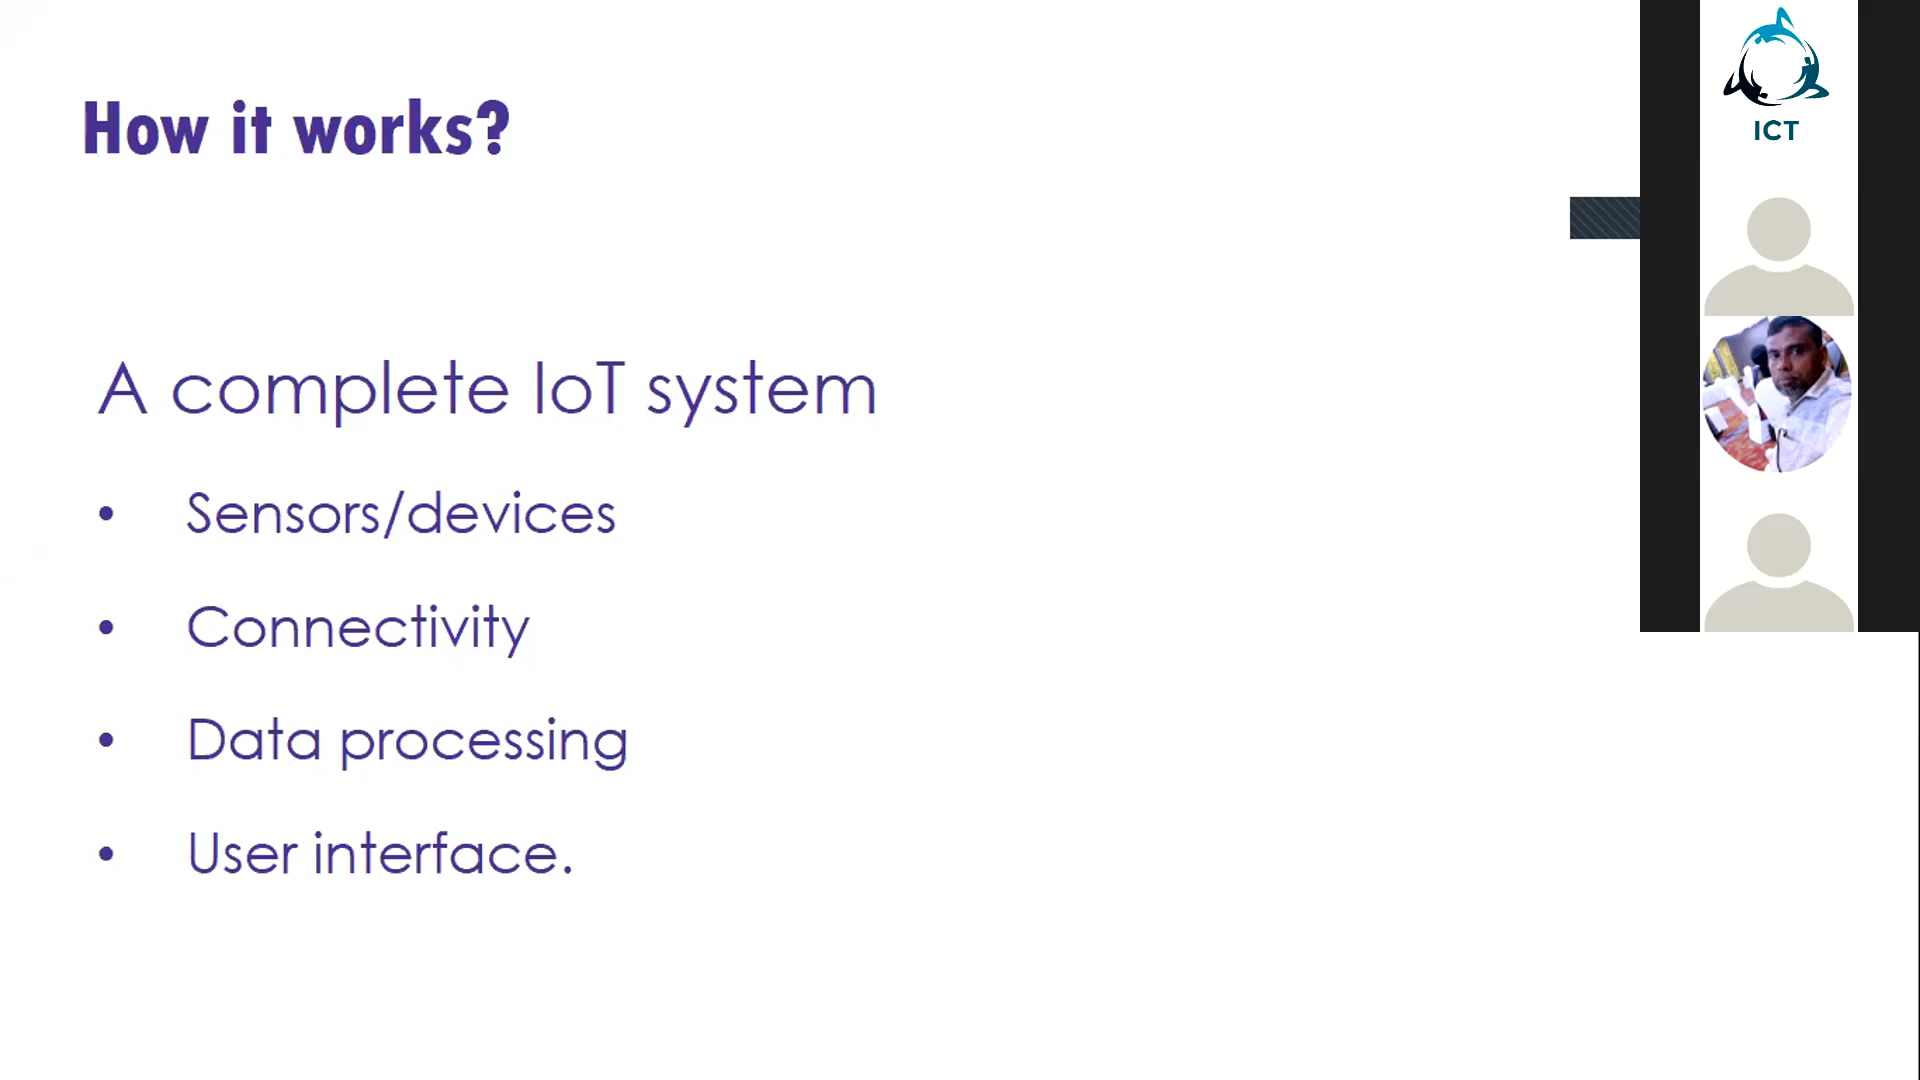 How it works?
A complete IoT system
• Sensors/devices
• Connectivity
• Data processing
• User interface.
ICT